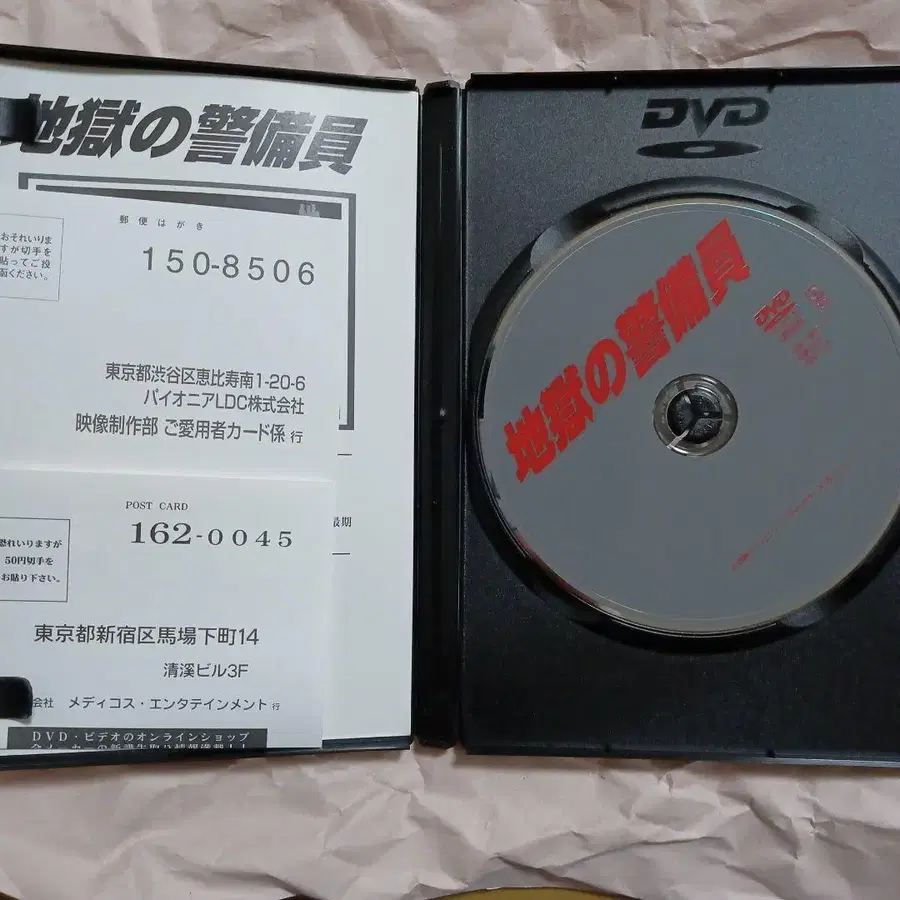 地獄の警備員
郵便はがき
150-8506
おそれいりま
すが切手を
貼ってご投
函ください。
東京都渋谷区恵比寿南1-20-6
パイオニアLDC株式会社
映像制作部 ご愛用者カード係 行
最期
POST CARD
162-0045
恐れいりますが
50円切手を
お貼り下さい。
東京都新宿区馬場下町14
清溪ビル3F
会社 メディコス・エンタテインメント 行
DVD・ビデオのオンラインショップ
DVD
地獄の警備員
DVD